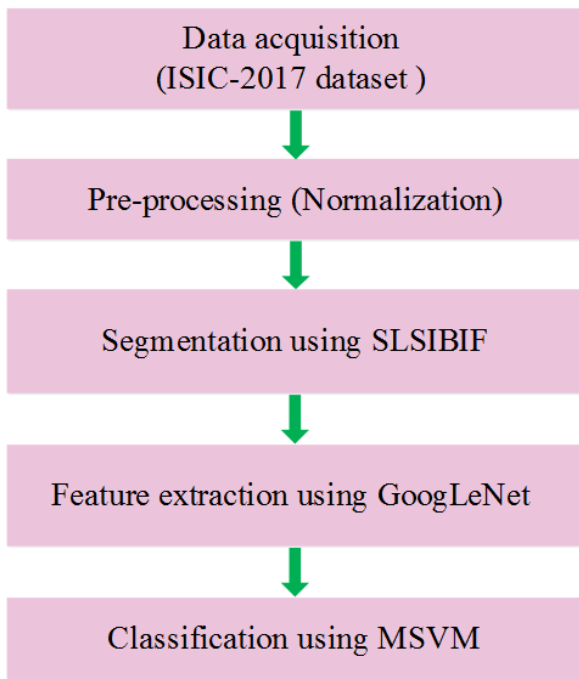 Data acquisition
(ISIC-2017 dataset )
Pre-processing (Normalization)
Segmentation using SLSIBIF
Feature extraction using GoogLeNet
Classification using MSVM